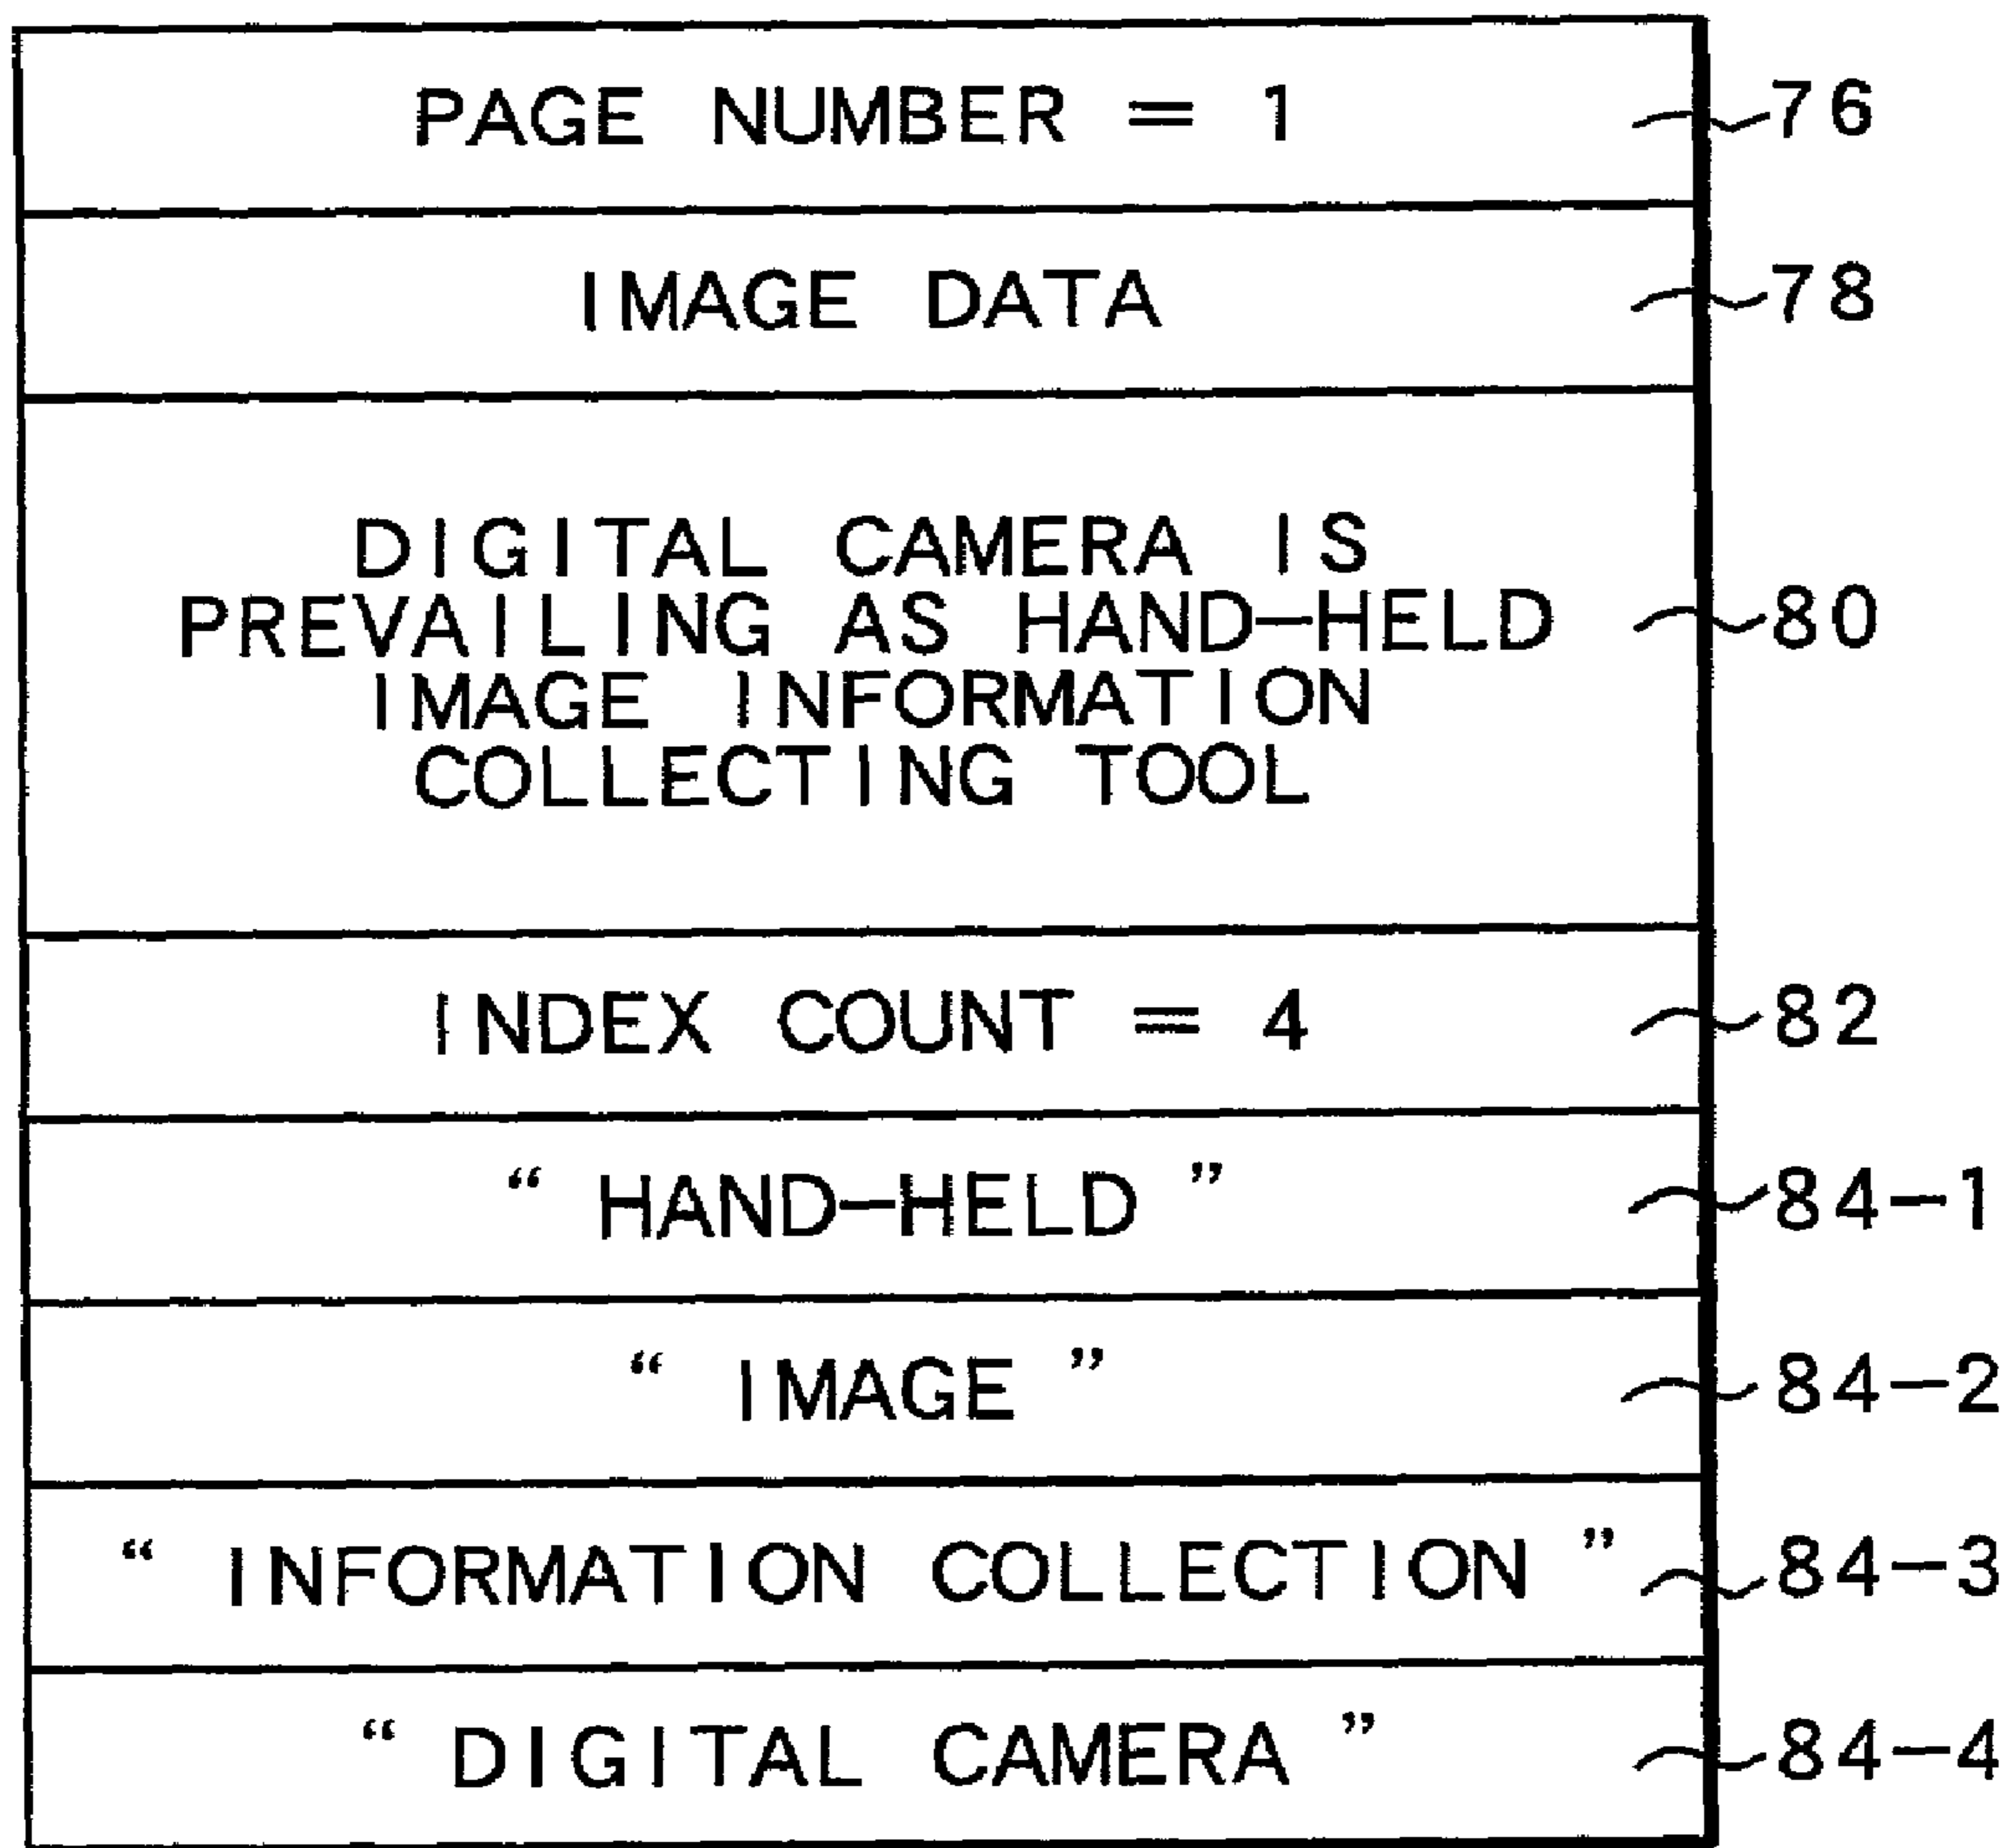 PAGE NUMBER = 1 76
IMAGE DATA 78
DIGITAL CAMERA IS
PREVAILING AS HAND-HELD 80
IMAGE INFORMATION
COLLECTING TOOL
INDEX COUNT = 4 82
“ HAND-HELD ” 84-1
“ IMAGE ” 84-2
“ INFORMATION COLLECTION ” 84-3
“ DIGITAL CAMERA ” 84-4